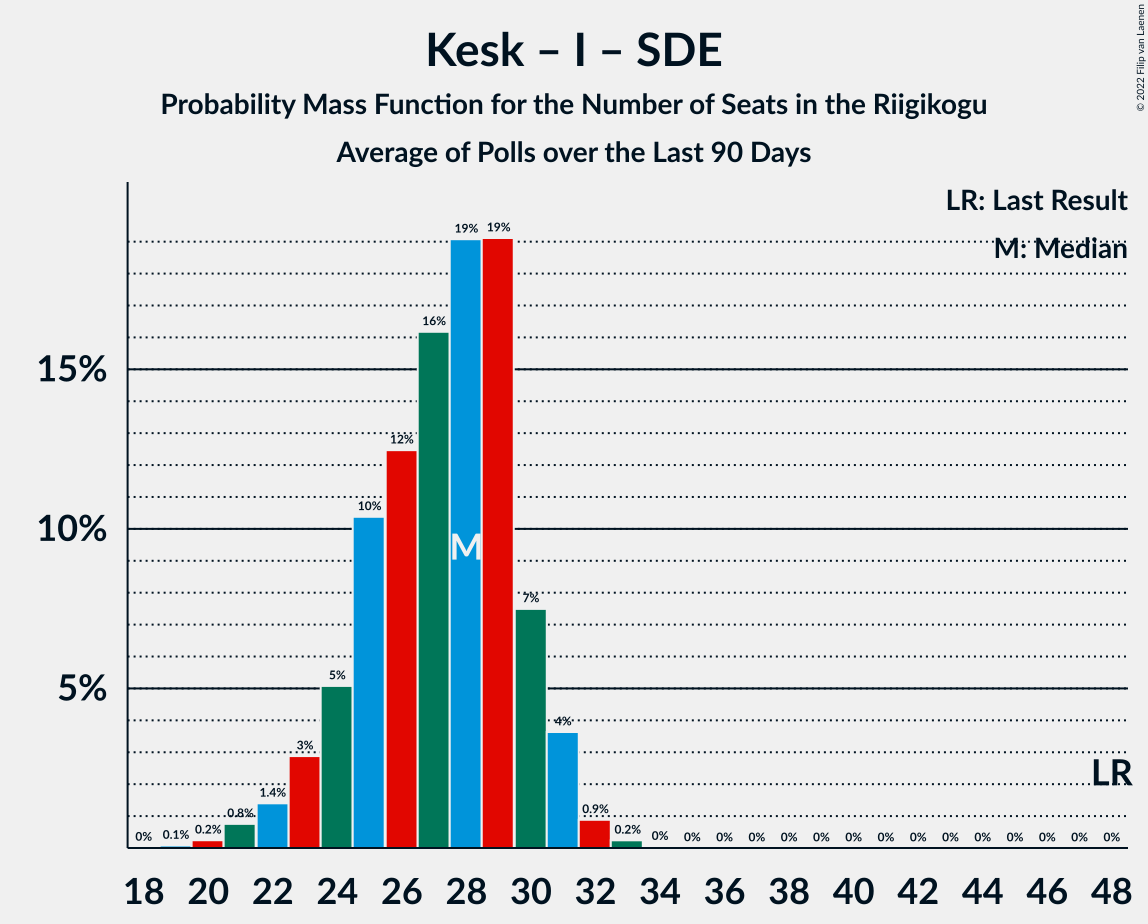 Kesk – I – SDE
Probability Mass Function for the Number of Seats in the Riigikogu
Average of Polls over the Last 90 Days
© 2022 Filip van Laenen
LR: Last Result
M: Median
15%
10%
5%
0% 0.1% 0.2% 0.8% 1.4% 3% 5% 10% 12% 16% 19% 19% 7% 4% 0.9% 0.2% 0% 0% 0% 0% 0% 0% 0% 0% 0% 0% 0% 0% 0% 0% 0%
M
LR
18 20 22 24 26 28 30 32 34 36 38 40 42 44 46 48